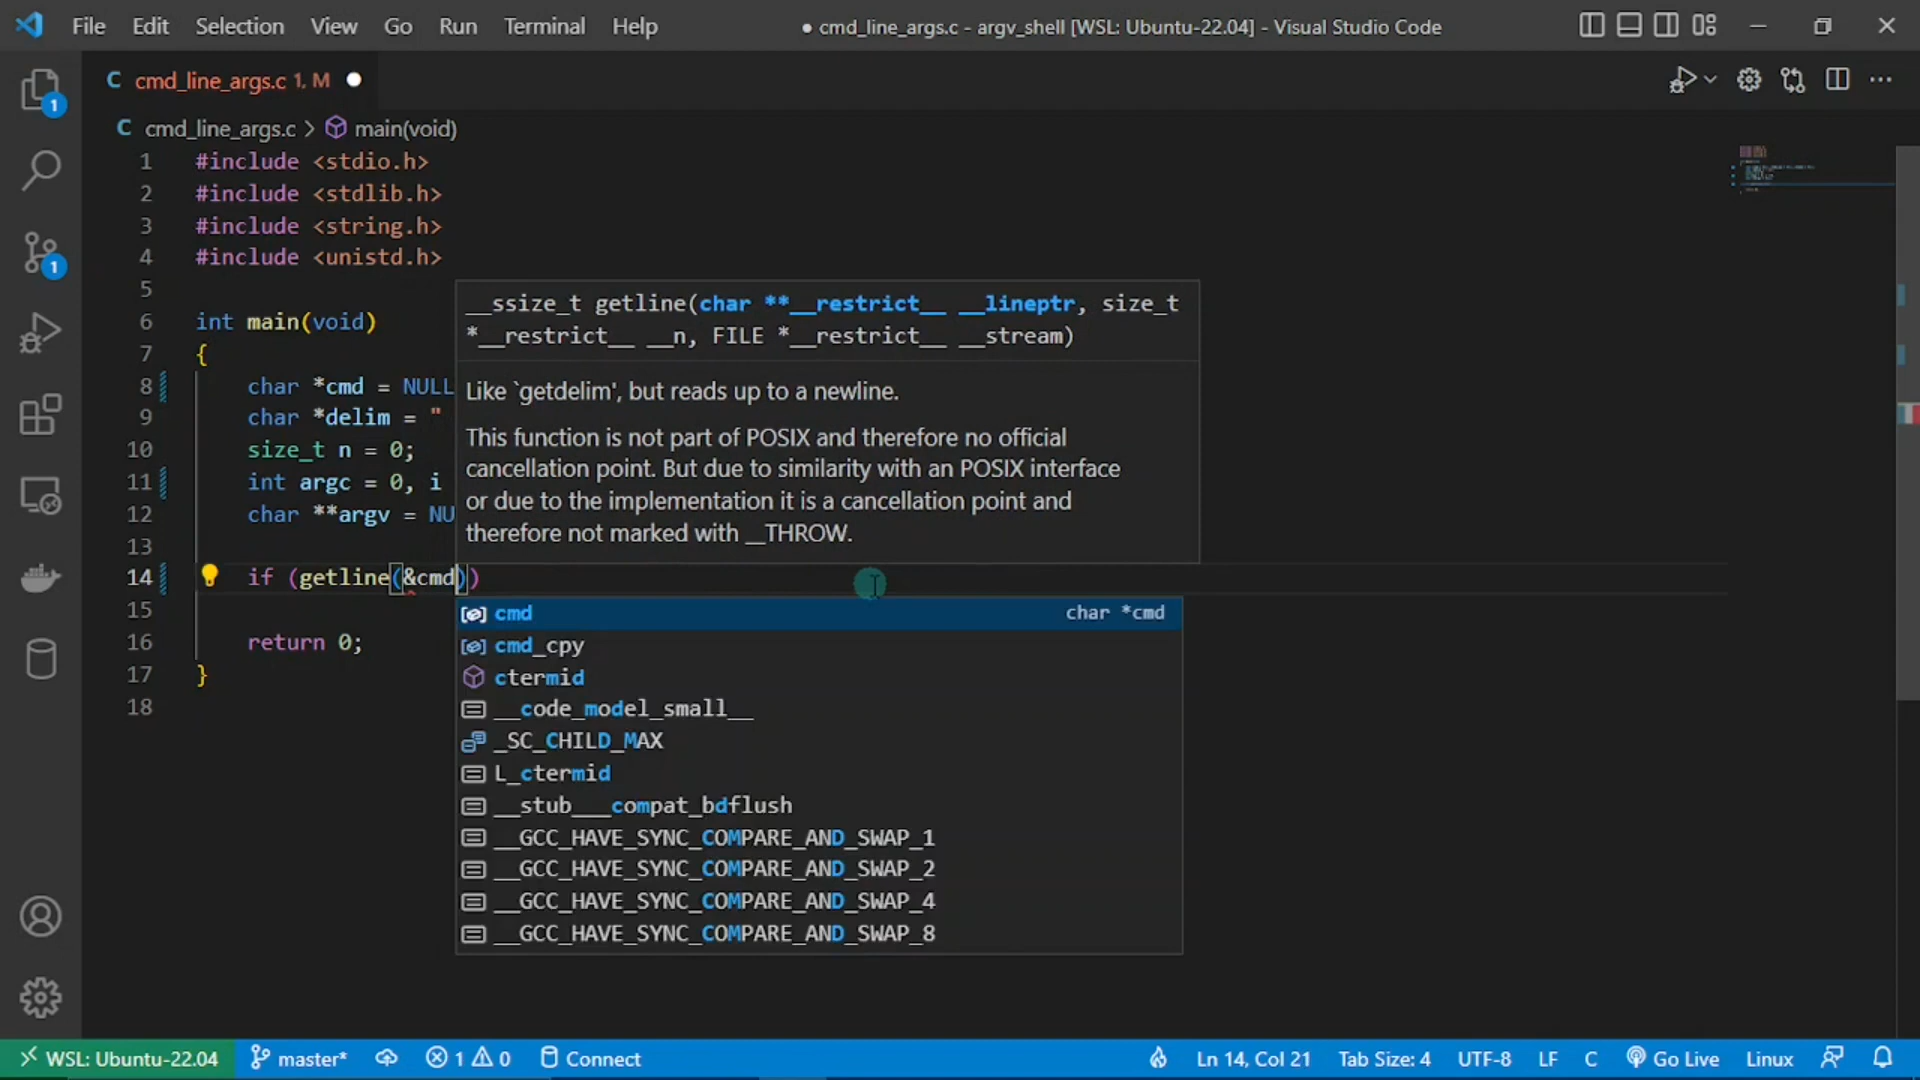 File Edit Selection View Go Run Terminal Help
● cmd_line_args.c - argv_shell [WSL: Ubuntu-22.04] - Visual Studio Code
C cmd_line_args.c 1, M
C cmd_line_args.c > main(void)
1 #include <stdio.h>
2 #include <stdlib.h>
3 #include <string.h>
4 #include <unistd.h>
5
6 int main(void)
7 {
8 char *cmd = NULL
9 char *delim = "
10 size_t n = 0;
11 int argc = 0, i
12 char **argv = NU
13
14 if (getline(&cmd))
15
16 return 0;
17 }
18
__ssize_t getline(char **__restrict__ __lineptr, size_t
*__restrict__ __n, FILE *__restrict__ __stream)
Like `getdelim', but reads up to a newline.
This function is not part of POSIX and therefore no official
cancellation point. But due to similarity with an POSIX interface
or due to the implementation it is a cancellation point and
therefore not marked with __THROW.
cmd char *cmd
cmd_cpy
ctermid
__code_model_small__
_SC_CHILD_MAX
L_ctermid
__stub___compat_bdflush
__GCC_HAVE_SYNC_COMPARE_AND_SWAP_1
__GCC_HAVE_SYNC_COMPARE_AND_SWAP_2
__GCC_HAVE_SYNC_COMPARE_AND_SWAP_4
__GCC_HAVE_SYNC_COMPARE_AND_SWAP_8
1
1
WSL: Ubuntu-22.04 master* 1 0 Connect Ln 14, Col 21 Tab Size: 4 UTF-8 LF C Go Live Linux